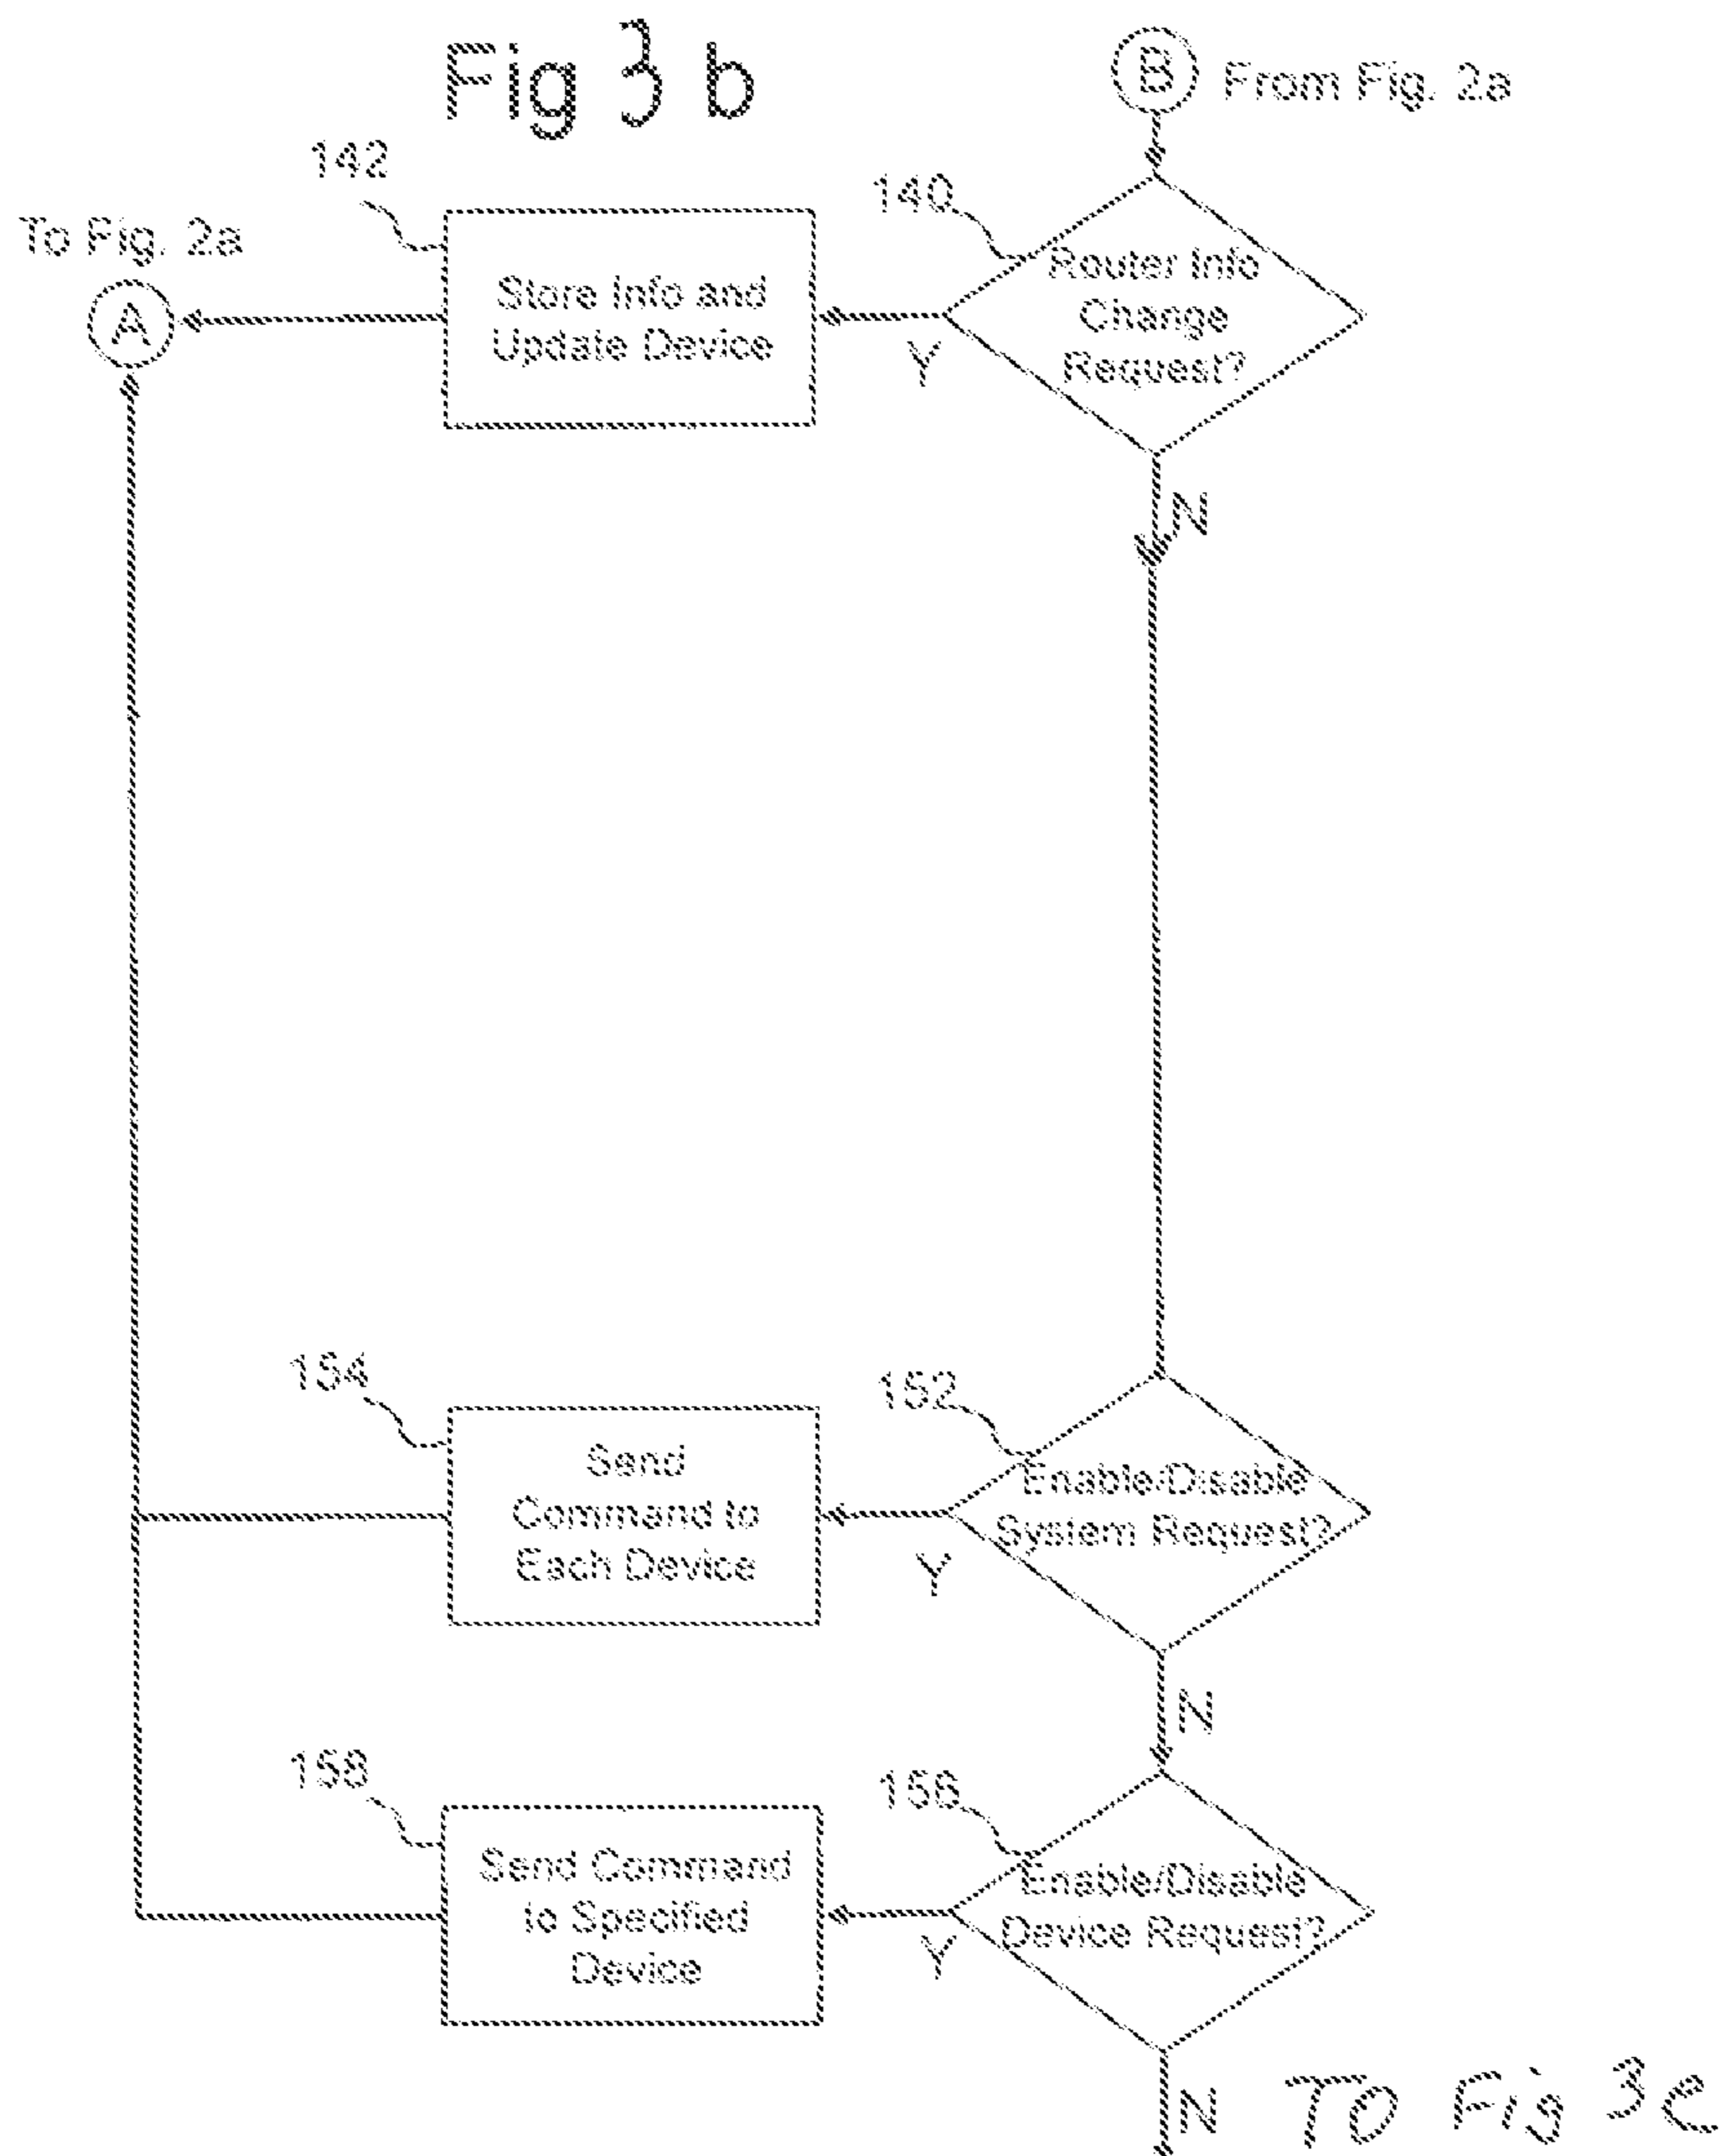 Fig 3 b
B From Fig. 2a
142
140
To Fig. 2a
A
Store Info and
Update Device
Y
Router Info
Change
Request?
N
154
152
Send
Command to
Each Device
Y
Enable/Disable
System Request?
N
158
156
Send Command
to Specified
Device
Y
Enable/Disable
Device Request?
N
TO Fig 3c